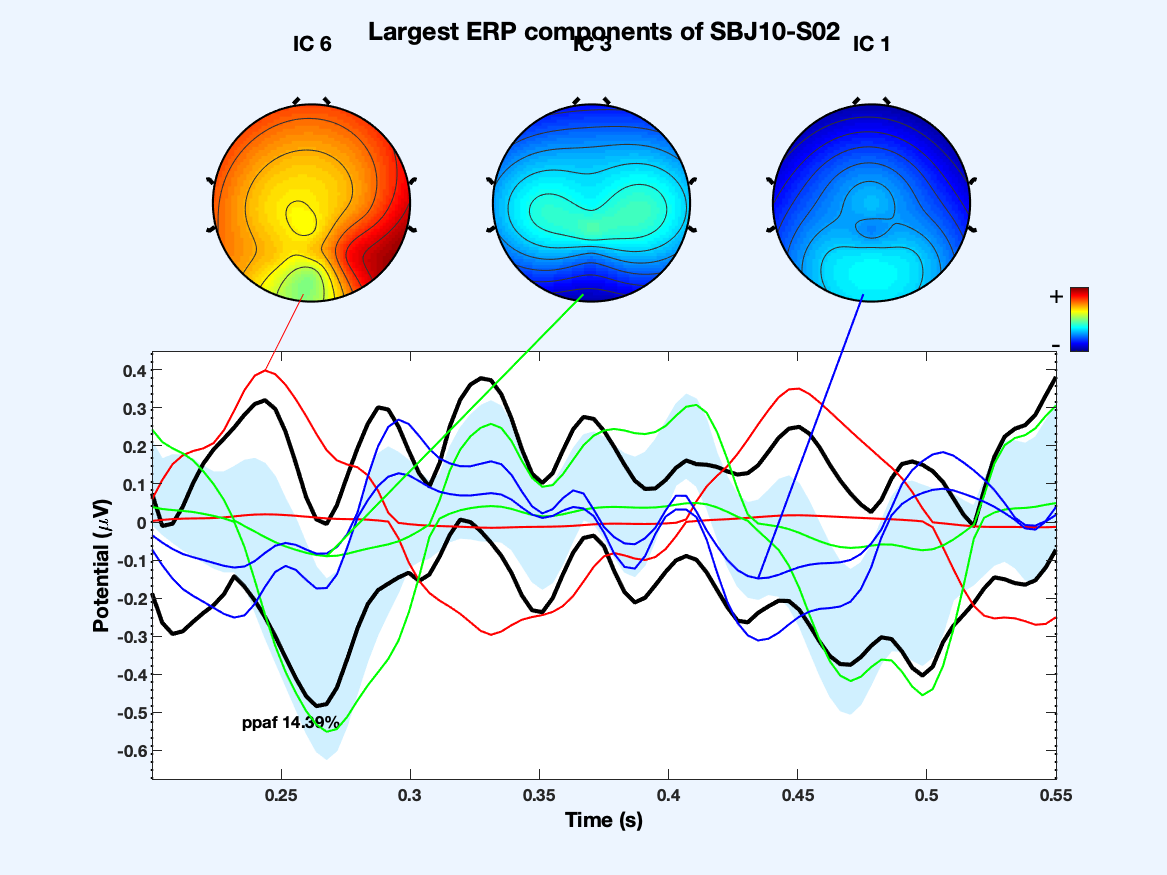 Largest ERP components of SBJ10-S02
IC 6
IC 3
IC 1
+
-
0.4
0.3
0.2
0.1
0
-0.1
-0.2
-0.3
-0.4
-0.5
-0.6
Potential (μV)
ppaf 14.39%
0.25
0.3
0.35
0.4
0.45
0.5
0.55
Time (s)